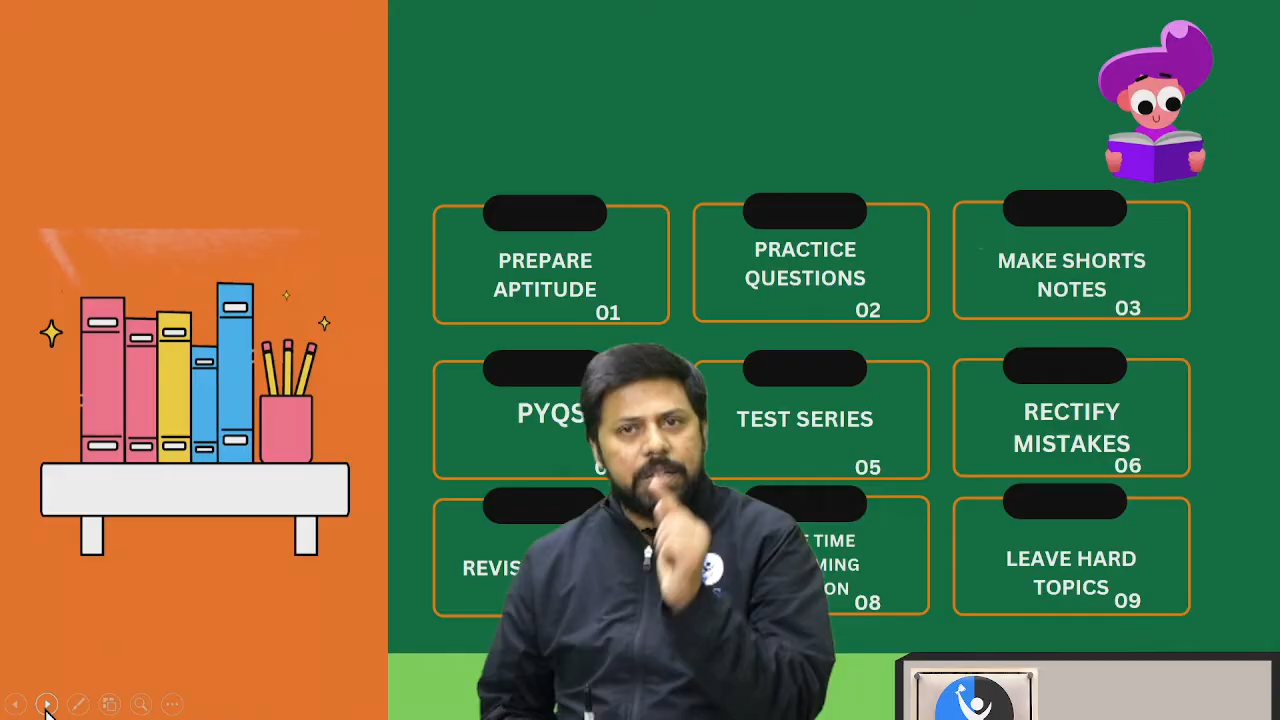 PREPARE
APTITUDE
01
PRACTICE
QUESTIONS
02
MAKE SHORTS
NOTES
03
PYQS
TEST SERIES
05
RECTIFY
MISTAKES
06
TIME
08
LEAVE HARD
TOPICS
09